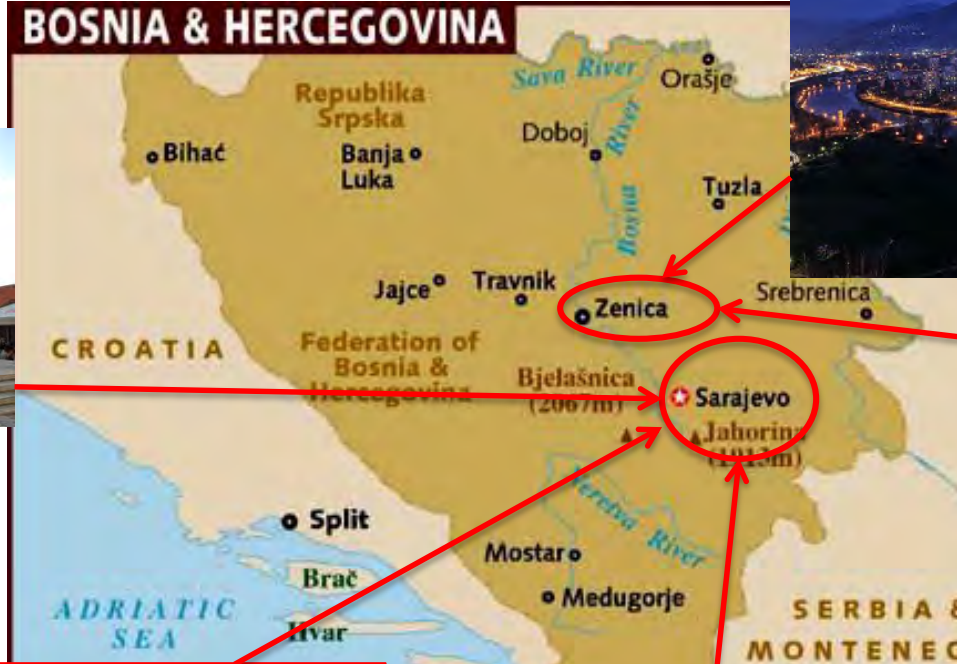 BOSNIA & HERCEGOVINA
Sava River
Orašje
Republika
Srpska
Doboj
River
Bihać
Banja
Luka
Tuzla
Bosna
Jajce
Travnik
Zenica
Srebrenica
CROATIA
Federation of
Bosnia &
Hercegovina
Bjelašnica
(2067m)
Sarajevo
Jahorina
(1913m)
Neretva River
Split
Mostar
Brač
Medugorje
ADRIATIC
SEA
Hvar
SERBIA &
MONTENEG